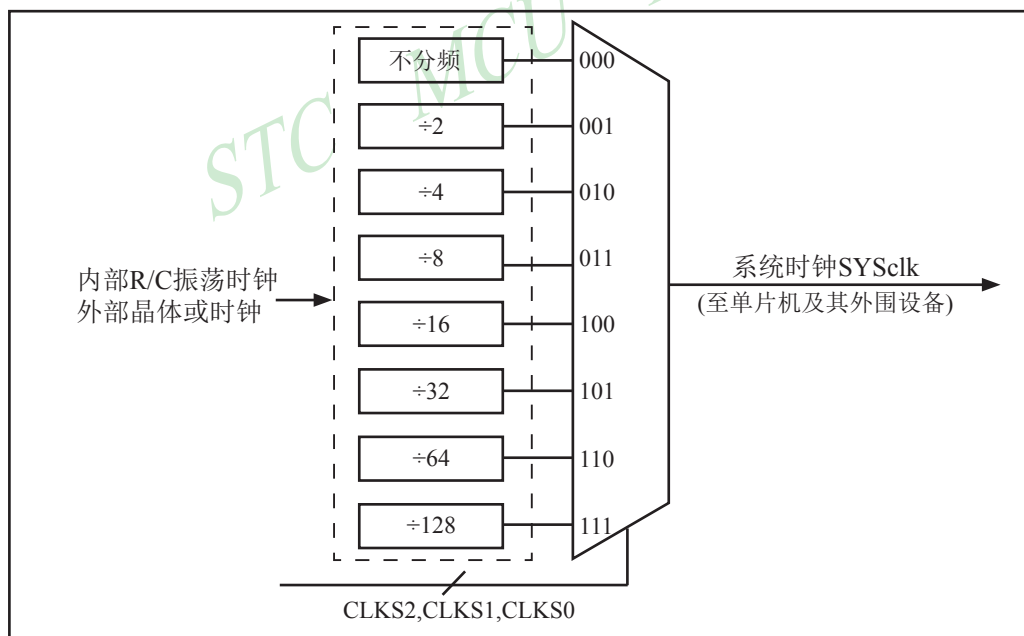 STC MCU
不分频
000
÷2
001
÷4
010
÷8
011
÷16
100
÷32
101
÷64
110
÷128
111
内部R/C振荡时钟
外部晶体或时钟
系统时钟SYSclk
(至单片机及其外围设备)
CLKS2,CLKS1,CLKS0